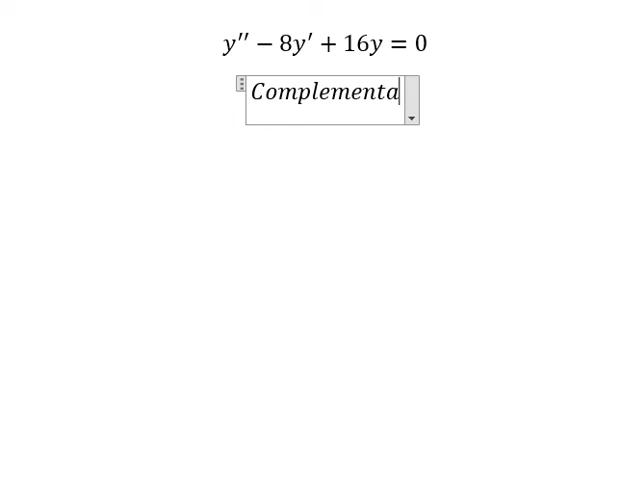 y′′ − 8y′ + 16y = 0
Complementa